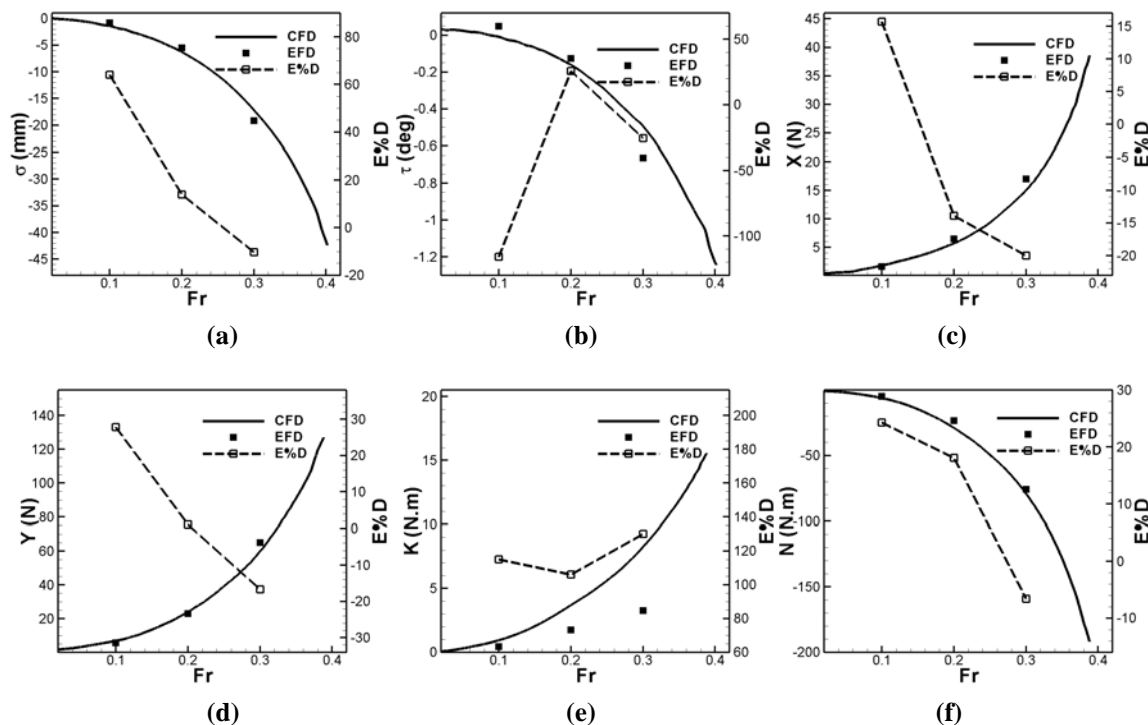 0
-5
-10
-15
-20
-25
-30
-35
-40
-45
σ (mm)
CFD
EFD
E%D
80
60
40
20
0
-20
E%D
0.1 0.2 0.3 0.4
Fr
(a)
0
-0.2
-0.4
-0.6
-0.8
-1
-1.2
τ (deg)
CFD
EFD
E%D
50
0
-50
-100
E%D
0.1 0.2 0.3 0.4
Fr
(b)
45
40
35
30
25
20
15
10
5
X (N)
CFD
EFD
E%D
15
10
5
0
-5
-10
-15
-20
E%D
0.1 0.2 0.3 0.4
Fr
(c)
140
120
100
80
60
40
20
Y (N)
CFD
EFD
E%D
30
20
10
0
-10
-20
-30
E%D
0.1 0.2 0.3 0.4
Fr
(d)
20
15
10
5
0
K (N.m)
CFD
EFD
E%D
200
180
160
140
120
100
80
60
E%D
0.1 0.2 0.3 0.4
Fr
(e)
-50
-100
-150
-200
N (N.m)
CFD
EFD
E%D
30
20
10
0
-10
E%D
0.1 0.2 0.3 0.4
Fr
(f)